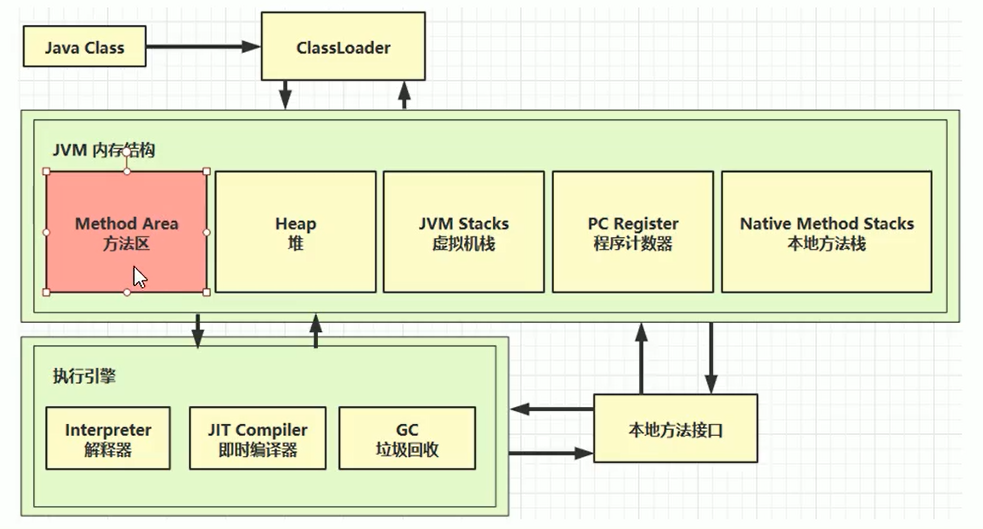 Java Class
ClassLoader
JVM 内存结构
Method Area
方法区
Heap
堆
JVM Stacks
虚拟机栈
PC Register
程序计数器
Native Method Stacks
本地方法栈
执行引擎
Interpreter
解释器
JIT Compiler
即时编译器
GC
垃圾回收
本地方法接口